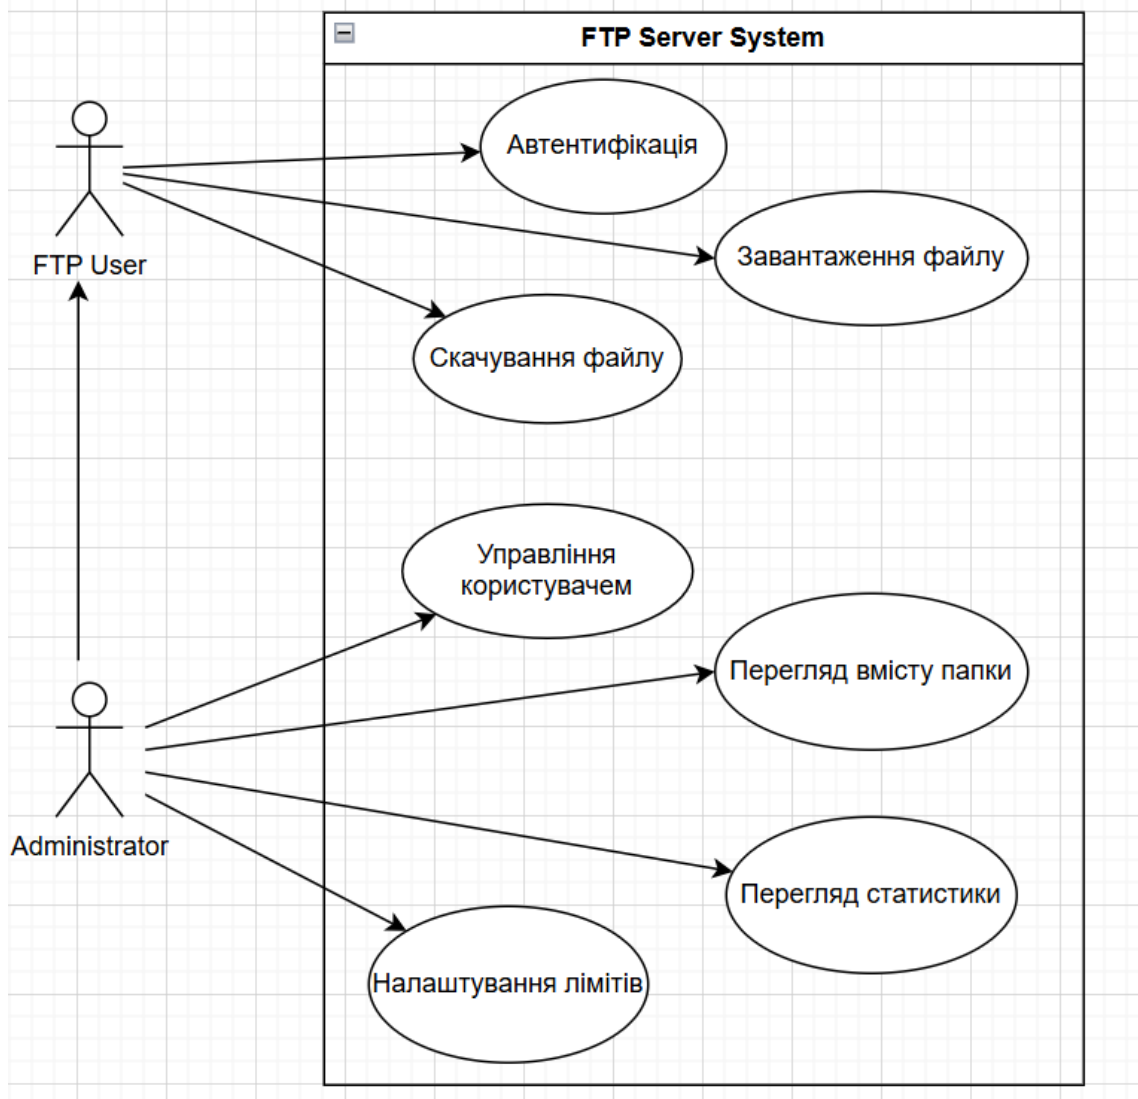 FTP Server System
Автентифікація
FTP User
Завантаження файлу
Скачування файлу
Управління
користувачем
Перегляд вмісту папки
Administrator
Перегляд статистики
Налаштування лімітів